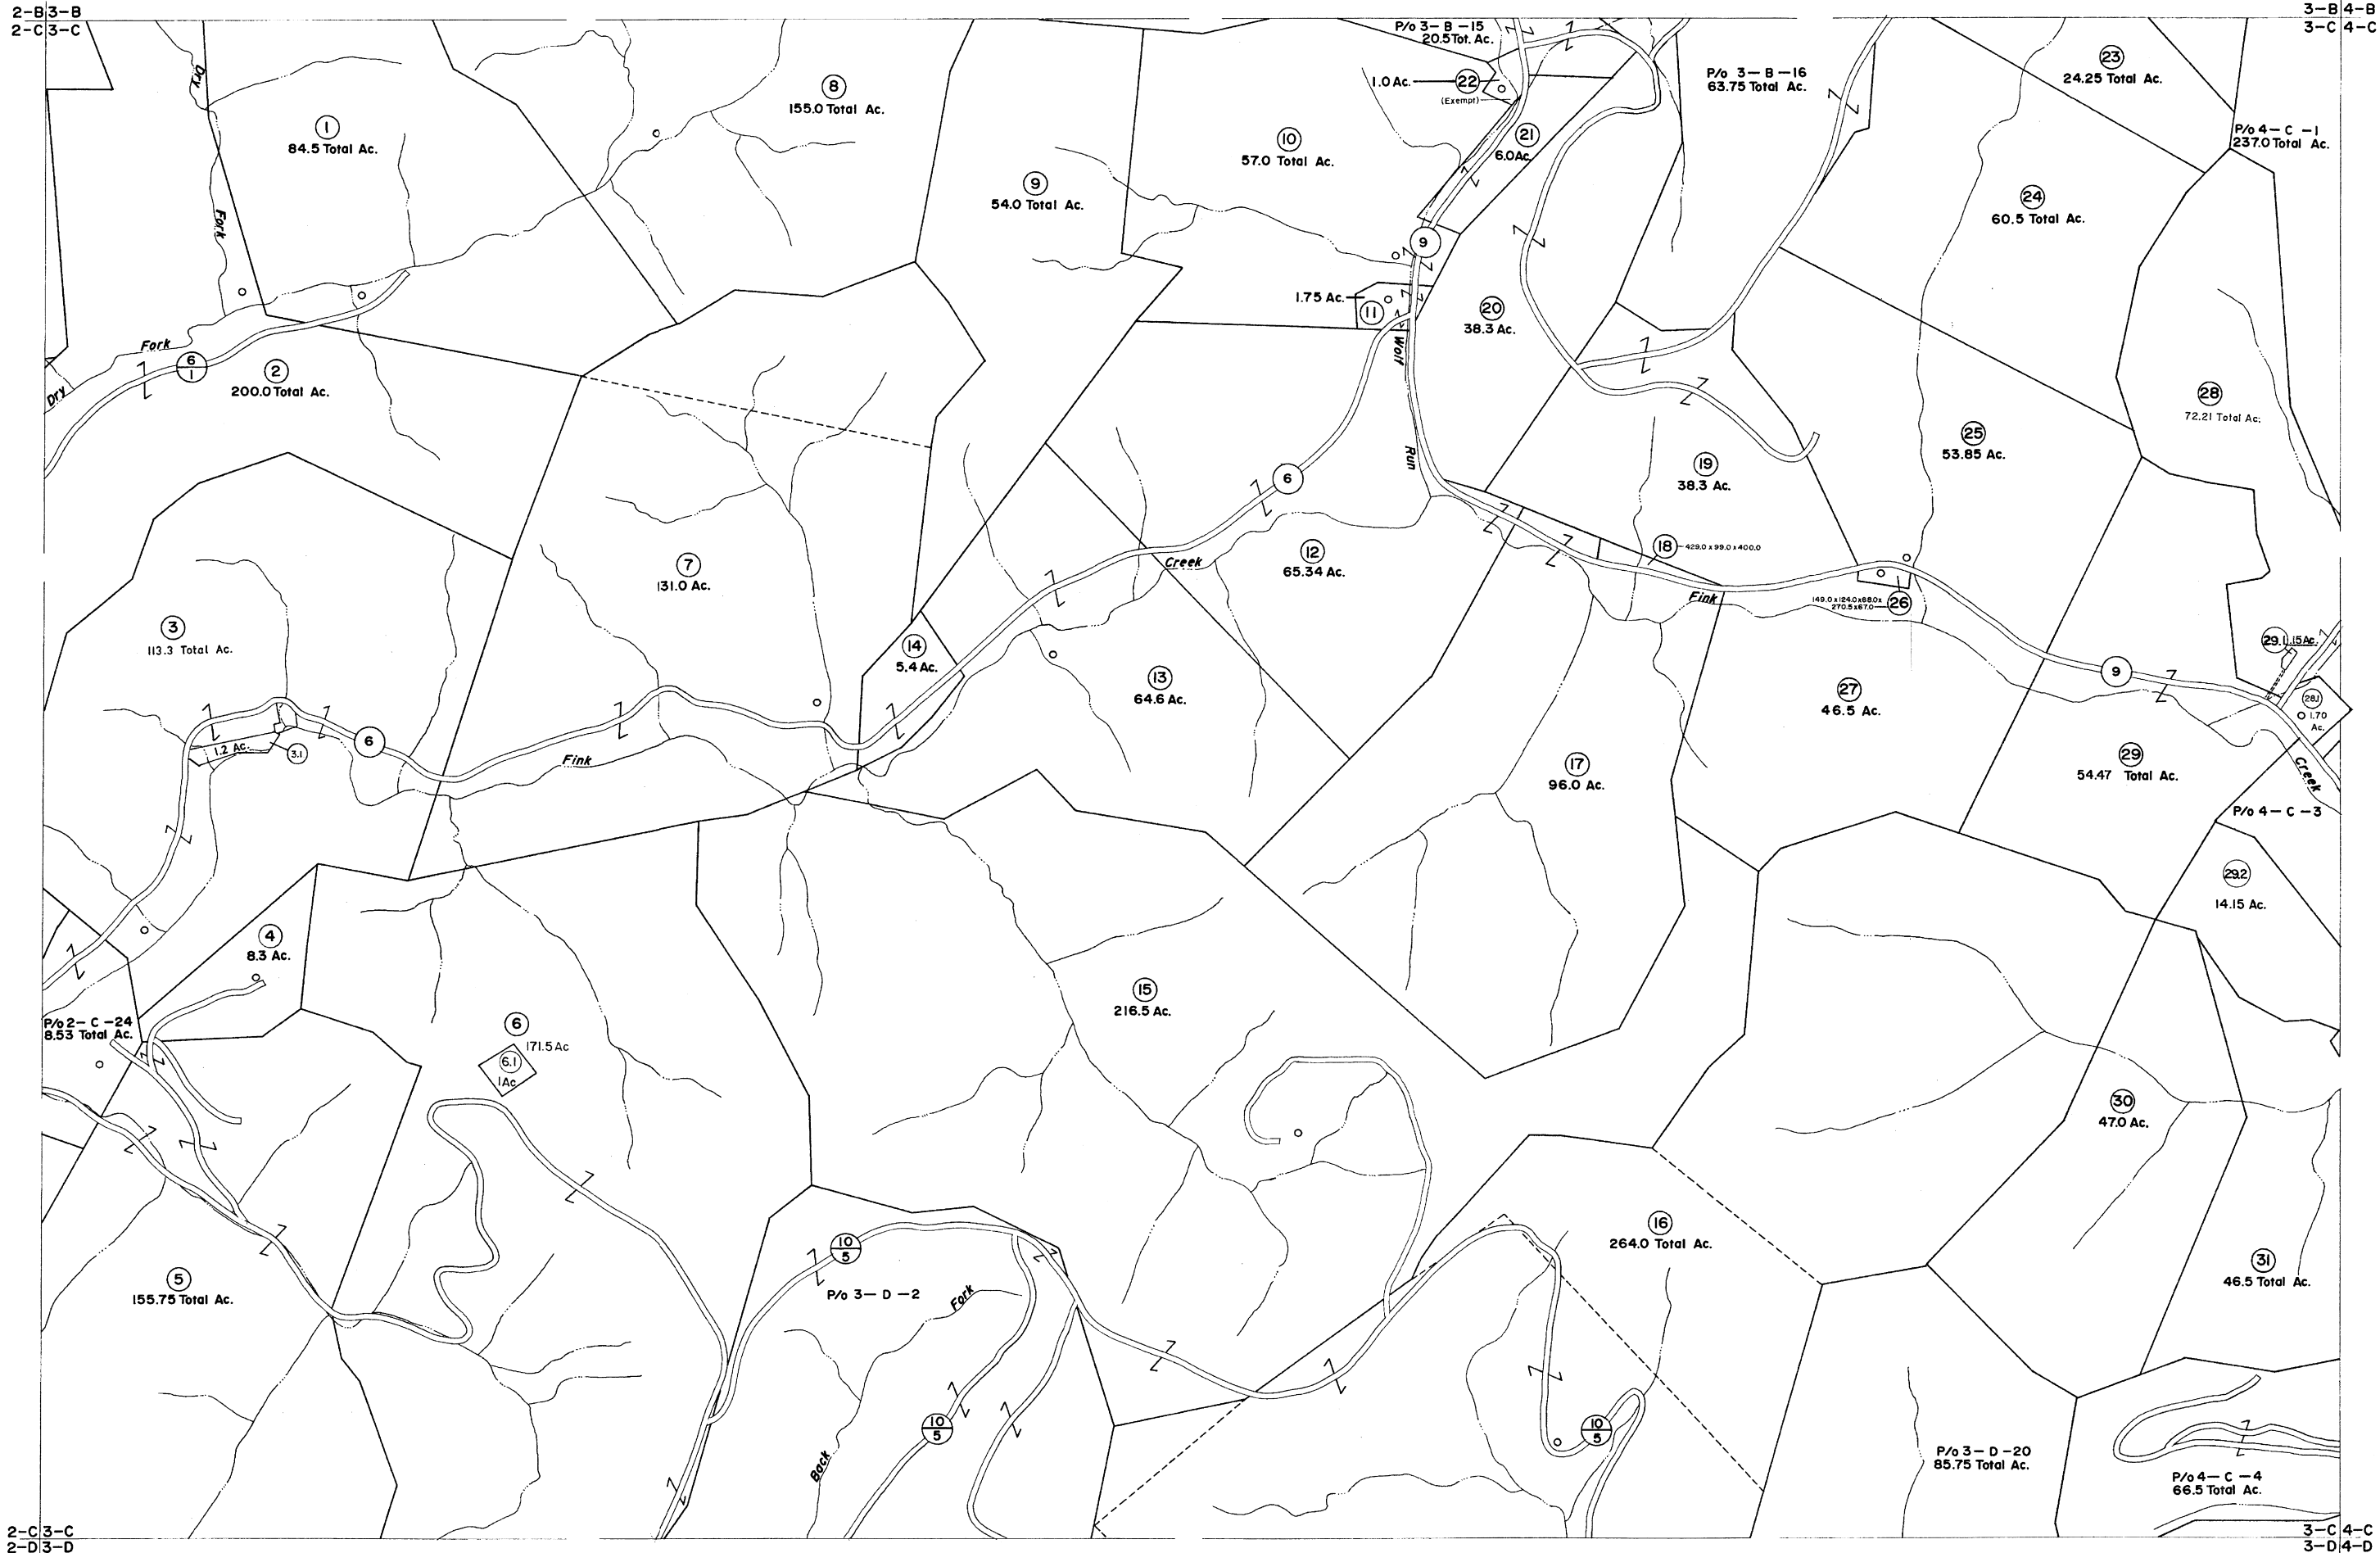 2-B 3-B
2-C 3-C
3-B 4-B
3-C 4-C
P/o 3-B-15
20.5 Tot. Ac.
1.0 Ac.
22
(Exempt)
P/o 3-B-16
63.75 Total Ac.
23
24.25 Total Ac.
P/o 4-C-1
237.0 Total Ac.
Dry
Fork
1
84.5 Total Ac.
8
155.0 Total Ac.
9
54.0 Total Ac.
10
57.0 Total Ac.
21
6.0 Ac.
24
60.5 Total Ac.
9
1.75 Ac.
11
20
38.3 Ac.
Wolf
Run
Dry
Fork
6
1
2
200.0 Total Ac.
28
72.21 Total Ac.
25
53.85 Ac.
19
38.3 Ac.
6
18
429.0 x 99.0 x 400.0
12
65.34 Ac.
Creek
7
131.0 Ac.
Fink
149.0 x 124.0 x 68.0 x
270.5 x 67.0
26
3
113.3 Total Ac.
14
5.4 Ac.
13
64.6 Ac.
27
46.5 Ac.
9
29.1 .15 Ac.
28.1
1.70
Ac.
1.2 Ac.
3.1
6
Fink
17
96.0 Ac.
29
54.47 Total Ac.
Creek
P/o 4-C-3
29.2
14.15 Ac.
4
8.3 Ac.
15
216.5 Ac.
P/o 2-C-24
8.53 Total Ac.
6
171.5 Ac
6.1
1 Ac.
30
47.0 Ac.
5
155.75 Total Ac.
10
5
P/o 3-D-2
Fork
Back
10
5
16
264.0 Total Ac.
31
46.5 Total Ac.
10
5
P/o 3-D-20
85.75 Total Ac.
P/o 4-C-4
66.5 Total Ac.
2-C 3-C
2-D 3-D
3-C 4-C
3-D 4-D